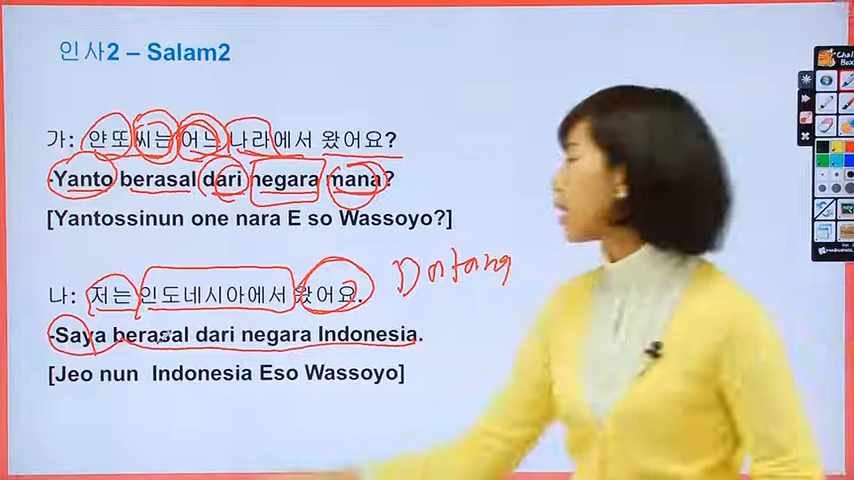 인사2 – Salam2
가: 얀또씨는 어느 나라에서 왔어요?
-Yanto berasal dari negara mana?
[Yantossinun one nara E so Wassoyo?]
Datang
나: 저는 인도네시아에서 왔어요.
-Saya berasal dari negara Indonesia.
[Jeo nun Indonesia Eso Wassoyo]